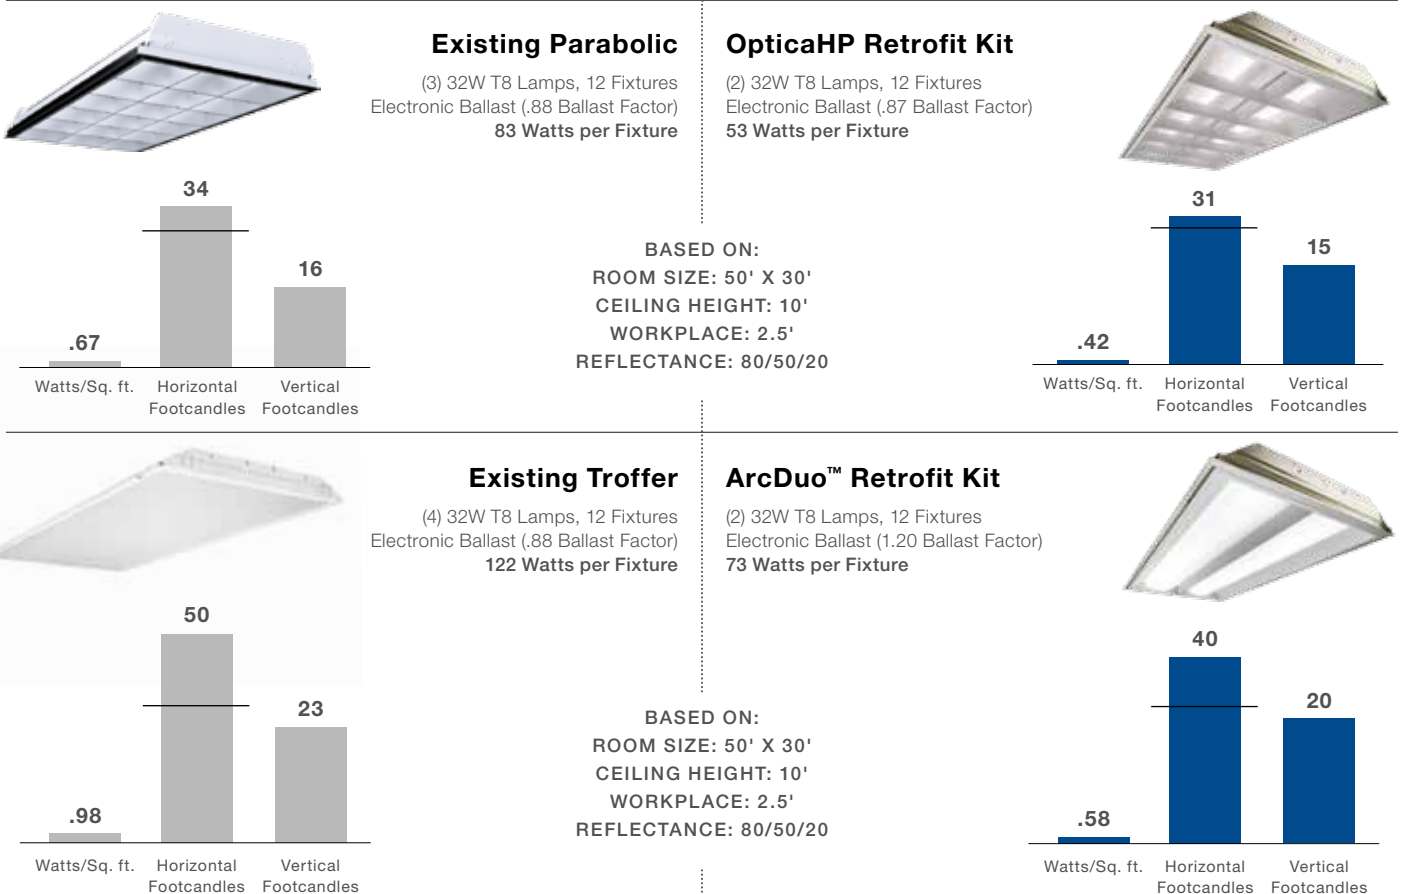 Existing Parabolic
(3) 32W T8 Lamps, 12 Fixtures
Electronic Ballast (.88 Ballast Factor)
83 Watts per Fixture
34
16
.67
Watts/Sq. ft.
Horizontal
Footcandles
Vertical
Footcandles
OpticaHP Retrofit Kit
(2) 32W T8 Lamps, 12 Fixtures
Electronic Ballast (.87 Ballast Factor)
53 Watts per Fixture
31
15
.42
Watts/Sq. ft.
Horizontal
Footcandles
Vertical
Footcandles
BASED ON:
ROOM SIZE: 50' X 30'
CEILING HEIGHT: 10'
WORKPLACE: 2.5'
REFLECTANCE: 80/50/20
Existing Troffer
(4) 32W T8 Lamps, 12 Fixtures
Electronic Ballast (.88 Ballast Factor)
122 Watts per Fixture
50
23
.98
Watts/Sq. ft.
Horizontal
Footcandles
Vertical
Footcandles
ArcDuo™ Retrofit Kit
(2) 32W T8 Lamps, 12 Fixtures
Electronic Ballast (1.20 Ballast Factor)
73 Watts per Fixture
40
20
.58
Watts/Sq. ft.
Horizontal
Footcandles
Vertical
Footcandles
BASED ON:
ROOM SIZE: 50' X 30'
CEILING HEIGHT: 10'
WORKPLACE: 2.5'
REFLECTANCE: 80/50/20